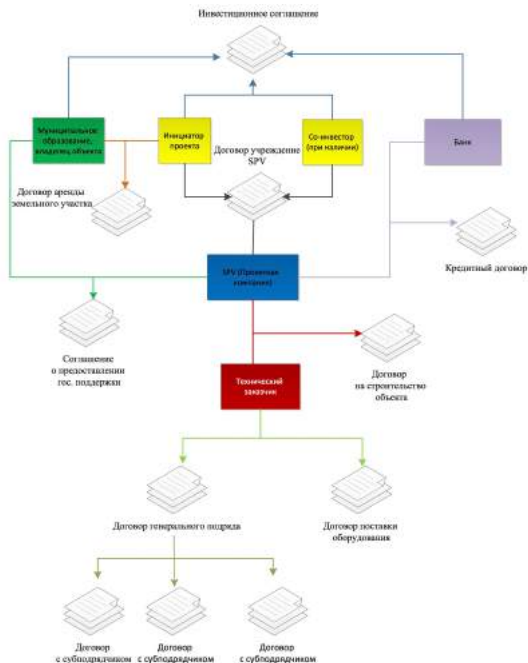 Инвестиционное соглашение
Муниципальное
образование,
владелец объекта
Инициатор
проекта
Договор учреждение
SPV
Со-инвестор
(при наличии)
Банк
Договор аренды
земельного участка
SPV (Проектная
компания)
Кредитный договор
Соглашение
о предоставлении
гос. поддержки
Технический
заказчик
Договор
на строительство
объекта
Договор генерального подряда
Договор поставки
оборудования
Договор
с субподрядчиком
Договор
с субподрядчиком
Договор
с субподрядчиком